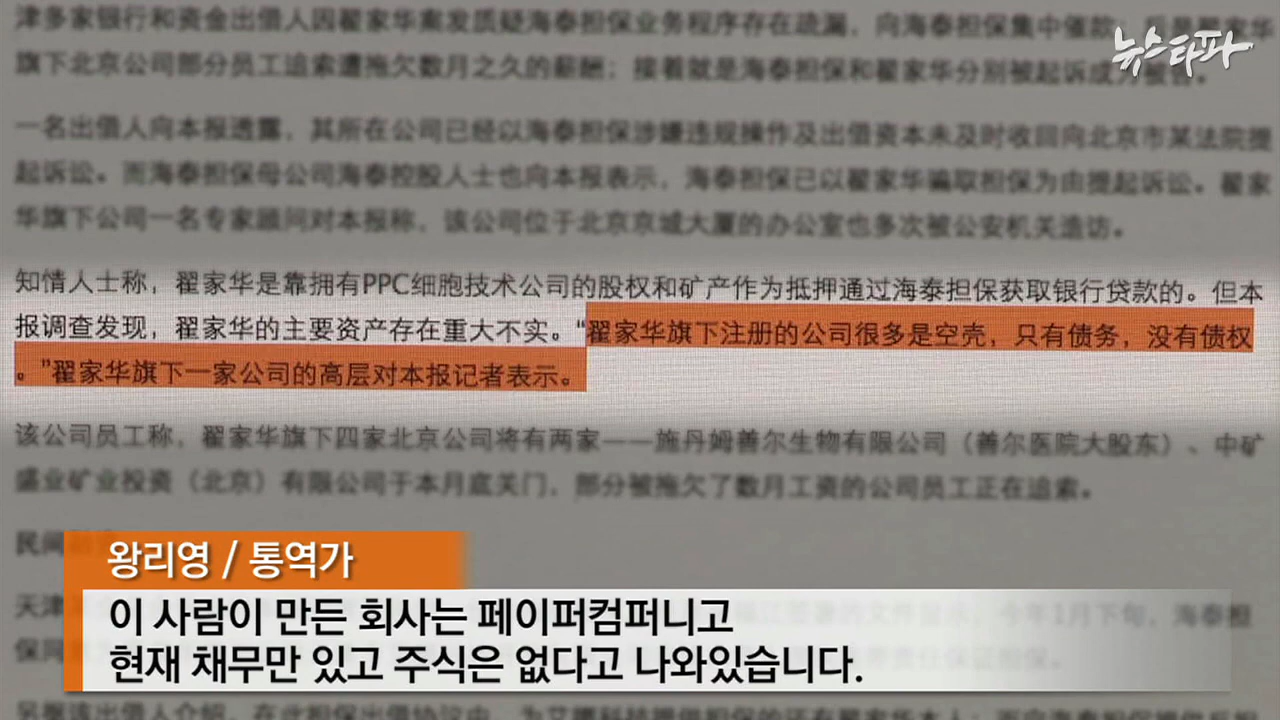 津多家银行和资金出借人因翟家华案发质疑海泰担保业务程序存在疏漏，向海泰担保集中催款
뉴스타파
旗下北京公司部分员工追索遭拖欠数月之久的薪酬；接着就是海泰担保和翟家华分别被起诉成为被告。
一名出借人向本报透露，其所在公司已经以海泰担保涉嫌违规操作及出借资本未及时收回向北京市某法院提
起诉讼。而海泰担保母公司海泰控股人士也向本报表示，海泰担保已以翟家华骗取担保为由提起诉讼。翟家
华旗下公司一名专家顾问对本报称，该公司位于北京京城大厦的办公室也多次被公安机关造访。
知情人士称，翟家华是靠拥有PPC细胞技术公司的股权和矿产作为抵押通过海泰担保获取银行贷款的。但本
报调查发现，翟家华的主要资产存在重大不实。“翟家华旗下注册的公司很多是空壳，只有债务，没有债权
。”翟家华旗下一家公司的高层对本报记者表示。
该公司员工称，翟家华旗下四家北京公司将有两家——施丹姆善尔生物有限公司（善尔医院大股东）、中矿
盛业矿业投资（北京）有限公司于本月底关门，部分被拖欠了数月工资的公司员工正在追索。
民间
왕리영 / 통역가
天津 今年1月下旬，海泰担
이 사람이 만든 회사는 페이퍼컴퍼니고
保
현재 채무만 있고 주식은 없다고 나와있습니다.